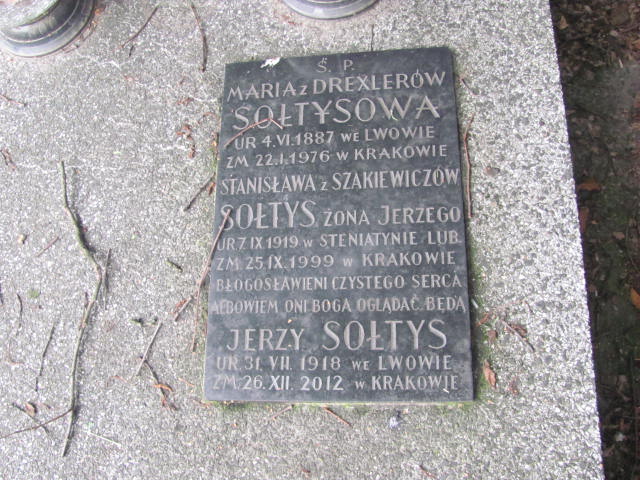 Ś. P.
MARIA z DREXLERÓW
SOŁTYSOWA
UR 4.VI.1887 WE LWOWIE
ZM 22.I.1976 W KRAKOWIE
STANISŁAWA z SZAKIEWICZÓW
SOŁTYS ŻONA JERZEGO
UR 7.IX 1919 W STENIATYNIE LUB
ZM. 25 IX.1999 W KRAKOWIE
BŁOGOSŁAWIENI CZYSTEGO SERCA
ALBOWIEM ONI BOGA OGLĄDAĆ BĘDĄ
JERZY SOŁTYS
UR. 31. VII. 1918 WE LWOWIE
ZM. 26. XII. 2012 W KRAKOWIE